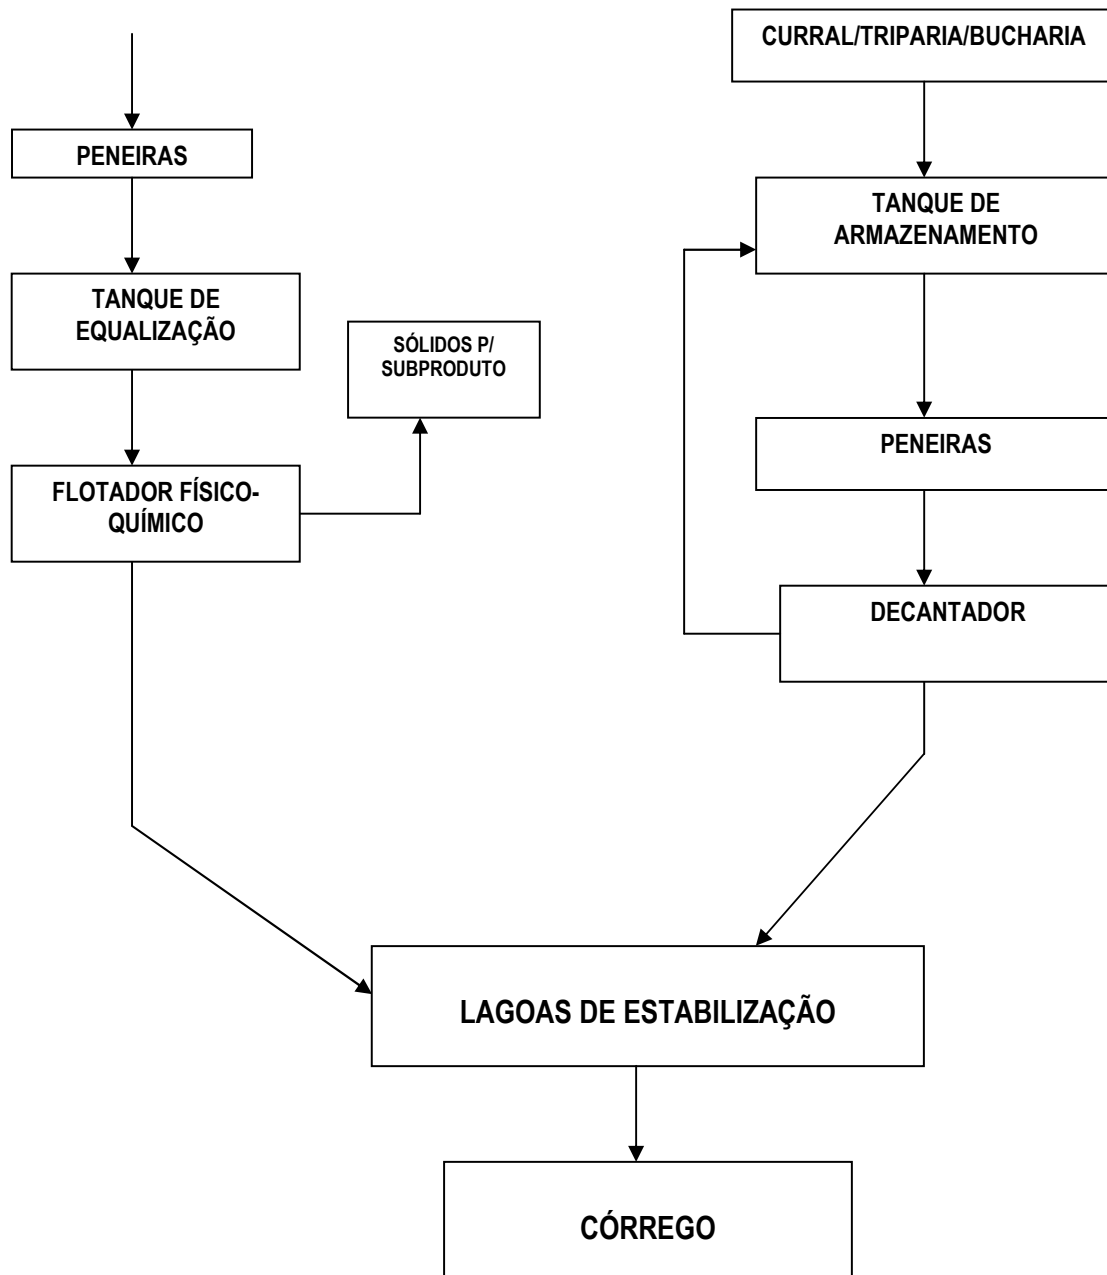 CURRAL/TRIPARIA/BUCHARIA
PENEIRAS
TANQUE DE
ARMAZENAMENTO
TANQUE DE
EQUALIZAÇÃO
SÓLIDOS P/
SUBPRODUTO
PENEIRAS
FLOTADOR FÍSICO-
QUÍMICO
DECANTADOR
LAGOAS DE ESTABILIZAÇÃO
CÓRREGO